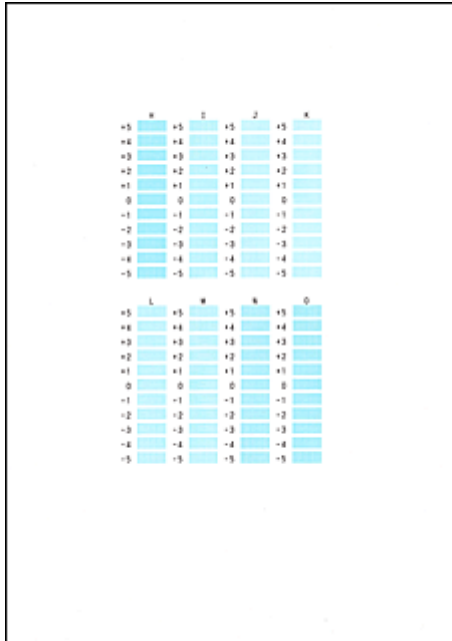 H I J K
+5 +5 +5 +5
+4 +4 +4 +4
+3 +3 +3 +3
+2 +2 +2 +2
+1 +1 +1 +1
0 0 0 0
-1 -1 -1 -1
-2 -2 -2 -2
-3 -3 -3 -3
-4 -4 -4 -4
-5 -5 -5 -5
L M N O
+5 +5 +5 +5
+4 +4 +4 +4
+3 +3 +3 +3
+2 +2 +2 +2
+1 +1 +1 +1
0 0 0 0
-1 -1 -1 -1
-2 -2 -2 -2
-3 -3 -3 -3
-4 -4 -4 -4
-5 -5 -5 -5